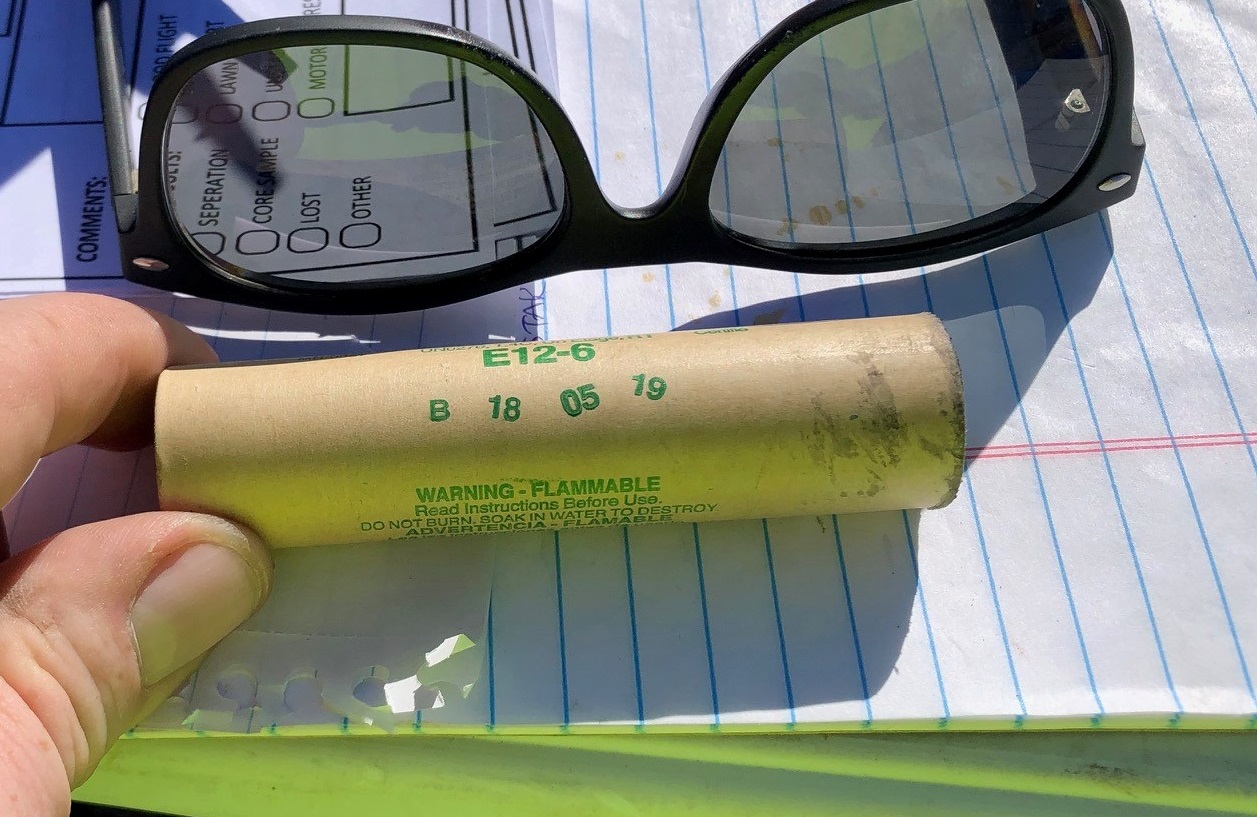 MOTOR
COMMENTS:
SEPERATION
CORE SAMPLE
LOST
OTHER
E12-6
B 18 05 19
WARNING - FLAMMABLE
Read Instructions Before Use.
DO NOT BURN, SOAK IN WATER TO DESTROY
ADVERTENCIA - FLAMABLE